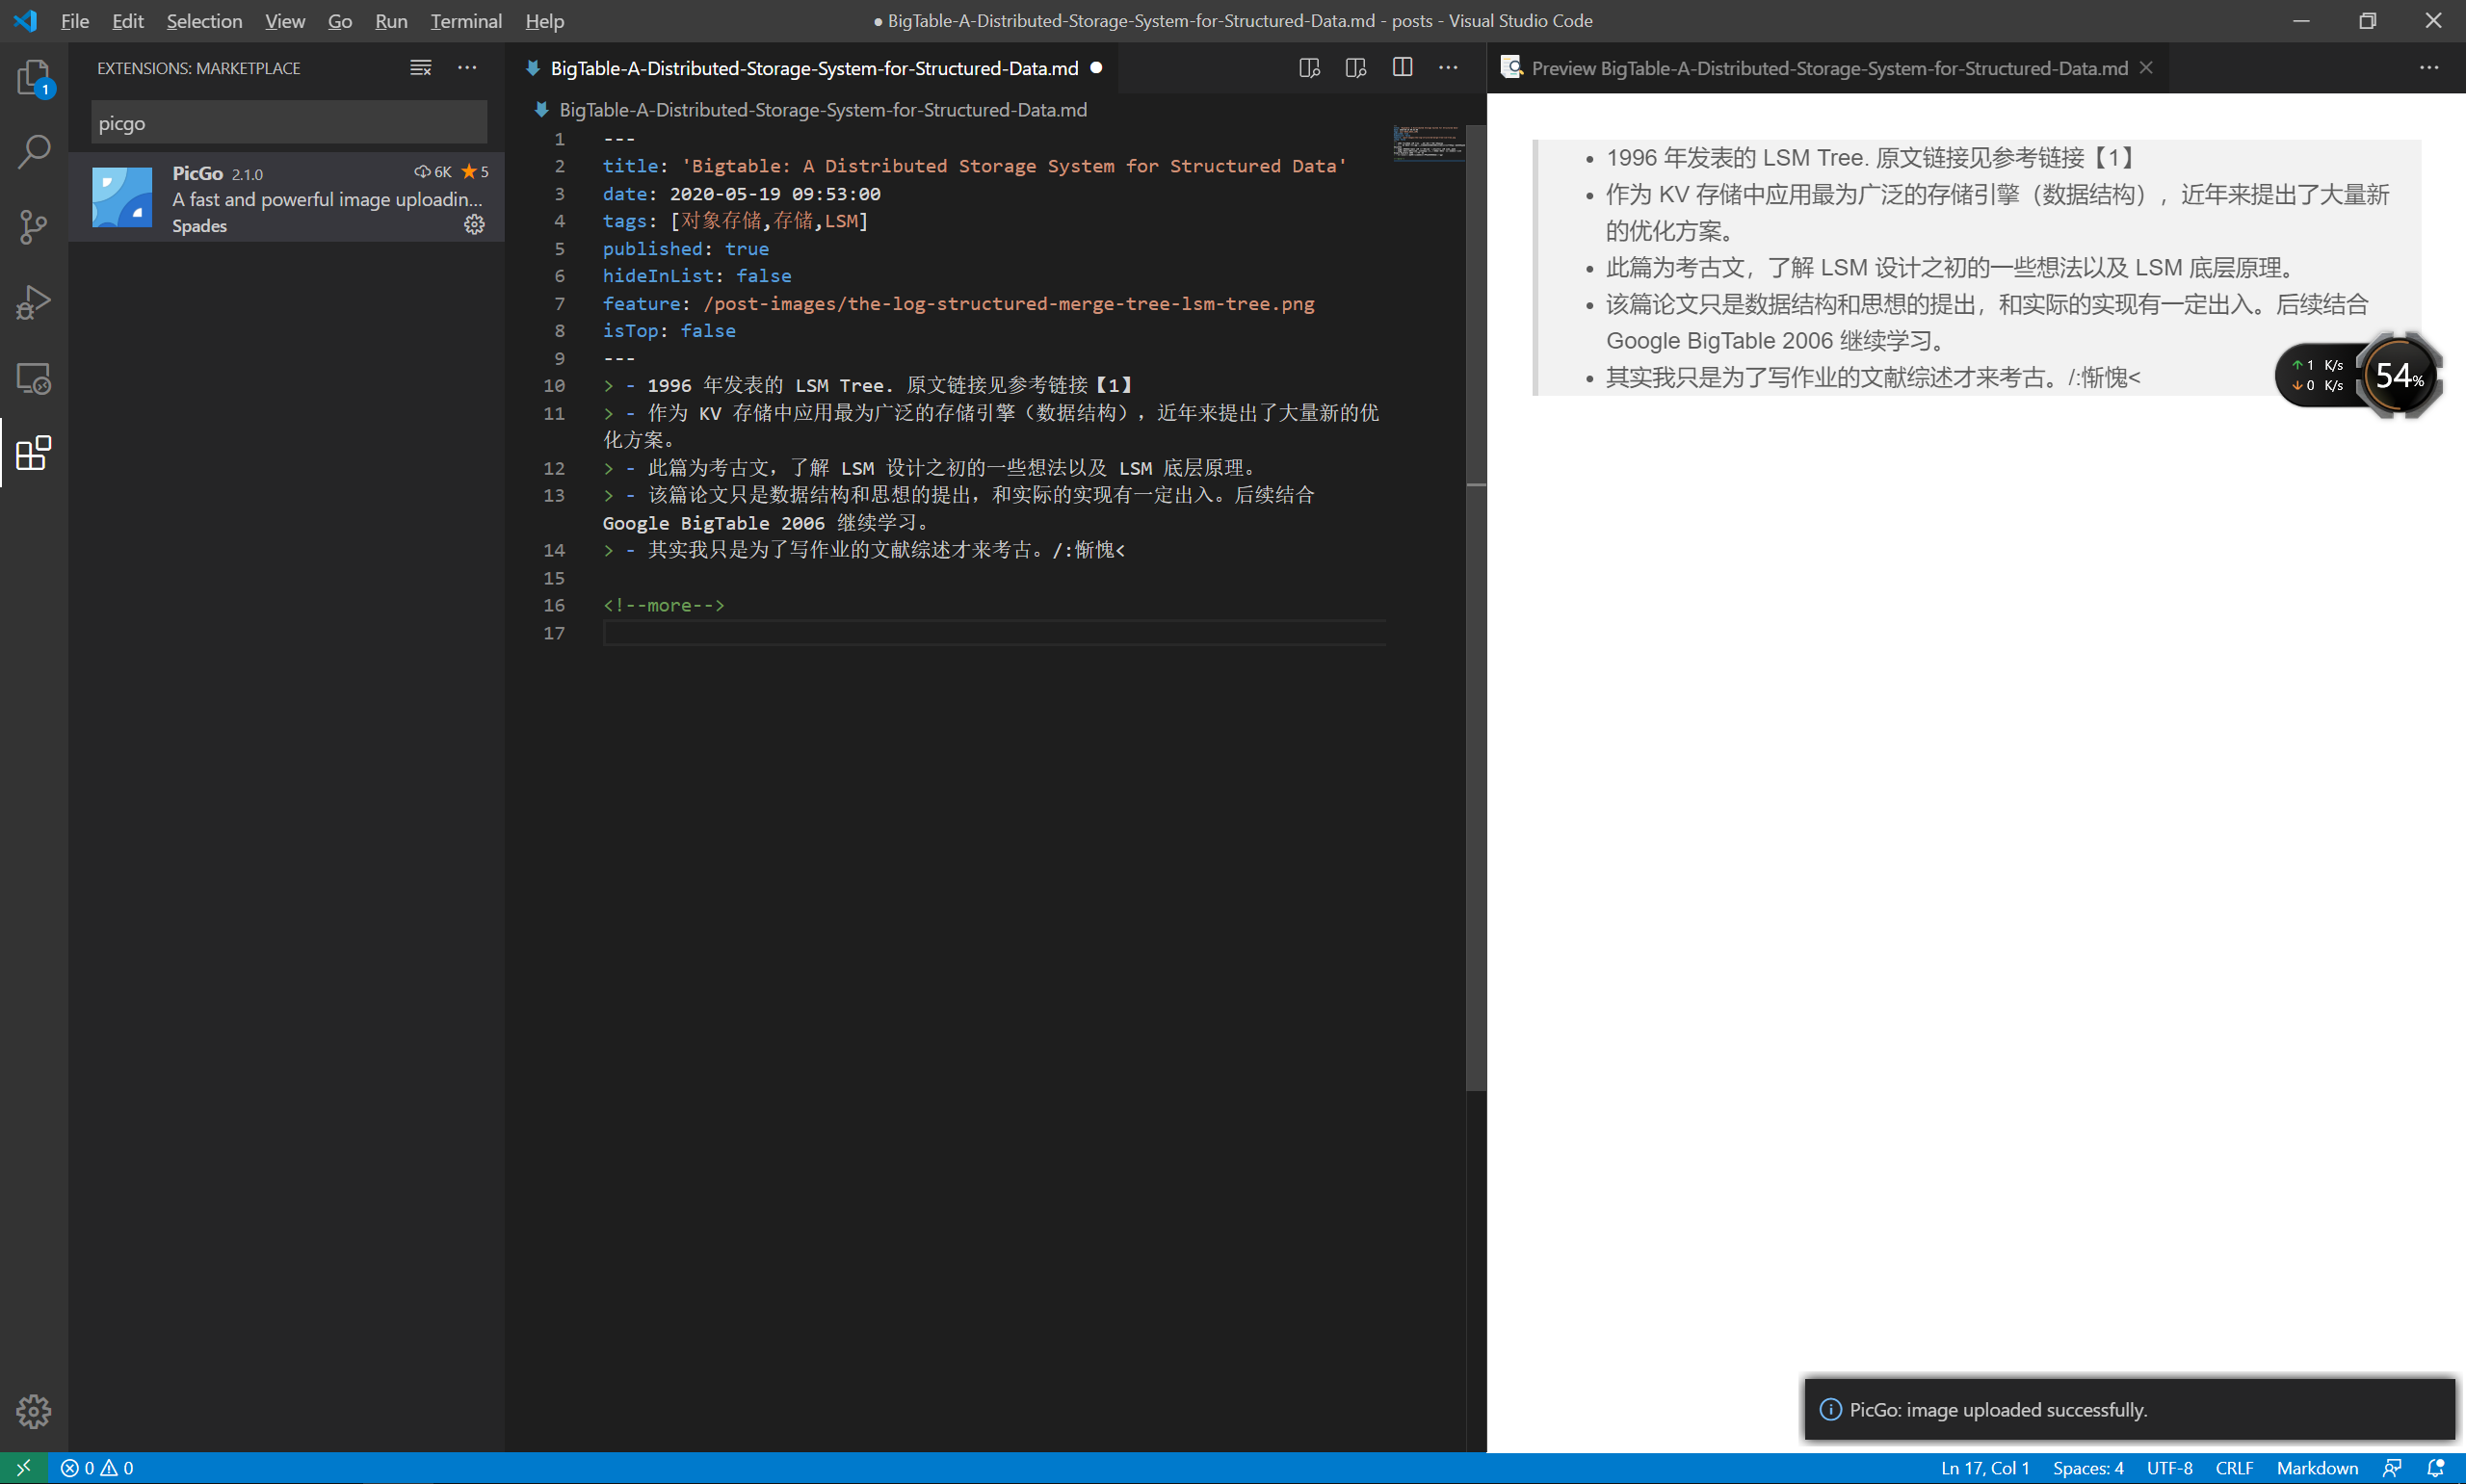 File Edit Selection View Go Run Terminal Help
● BigTable-A-Distributed-Storage-System-for-Structured-Data.md - posts - Visual Studio Code
1
EXTENSIONS: MARKETPLACE
picgo
PicGo 2.1.0 6K 5
A fast and powerful image uploadin...
Spades
BigTable-A-Distributed-Storage-System-for-Structured-Data.md
BigTable-A-Distributed-Storage-System-for-Structured-Data.md
1 ---
2 title: 'Bigtable: A Distributed Storage System for Structured Data'
3 date: 2020-05-19 09:53:00
4 tags: [对象存储,存储,LSM]
5 published: true
6 hideInList: false
7 feature: /post-images/the-log-structured-merge-tree-lsm-tree.png
8 isTop: false
9 ---
10 > - 1996 年发表的 LSM Tree. 原文链接见参考链接【1】
11 > - 作为 KV 存储中应用最为广泛的存储引擎（数据结构），近年来提出了大量新的优
化方案。
12 > - 此篇为考古文，了解 LSM 设计之初的一些想法以及 LSM 底层原理。
13 > - 该篇论文只是数据结构和思想的提出，和实际的实现有一定出入。后续结合
Google BigTable 2006 继续学习。
14 > - 其实我只是为了写作业的文献综述才来考古。/:惭愧<
15
16 <!--more-->
17
Preview BigTable-A-Distributed-Storage-System-for-Structured-Data.md
• 1996 年发表的 LSM Tree. 原文链接见参考链接【1】
• 作为 KV 存储中应用最为广泛的存储引擎（数据结构），近年来提出了大量新
的优化方案。
• 此篇为考古文，了解 LSM 设计之初的一些想法以及 LSM 底层原理。
• 该篇论文只是数据结构和思想的提出，和实际的实现有一定出入。后续结合
Google BigTable 2006 继续学习。
• 其实我只是为了写作业的文献综述才来考古。/:惭愧<
↑ 1 K/s
↓ 0 K/s
54%
PicGo: image uploaded successfully.
0 0
Ln 17, Col 1 Spaces: 4 UTF-8 CRLF Markdown